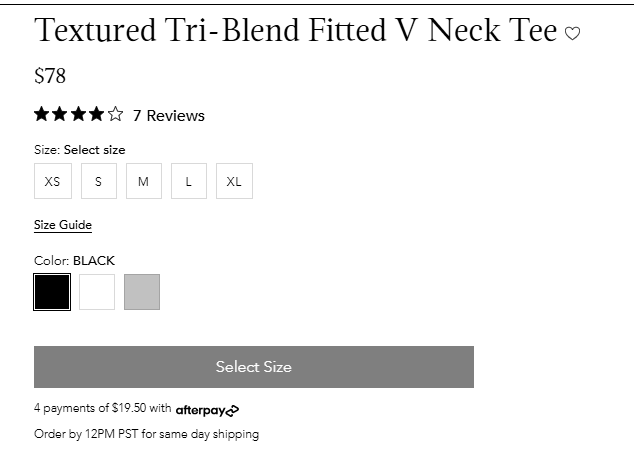 Textured Tri-Blend Fitted V Neck Tee
$78
7 Reviews
Size: Select size
XS S M L XL
Size Guide
Color: BLACK
Select Size
4 payments of $19.50 with afterpay
Order by 12PM PST for same day shipping